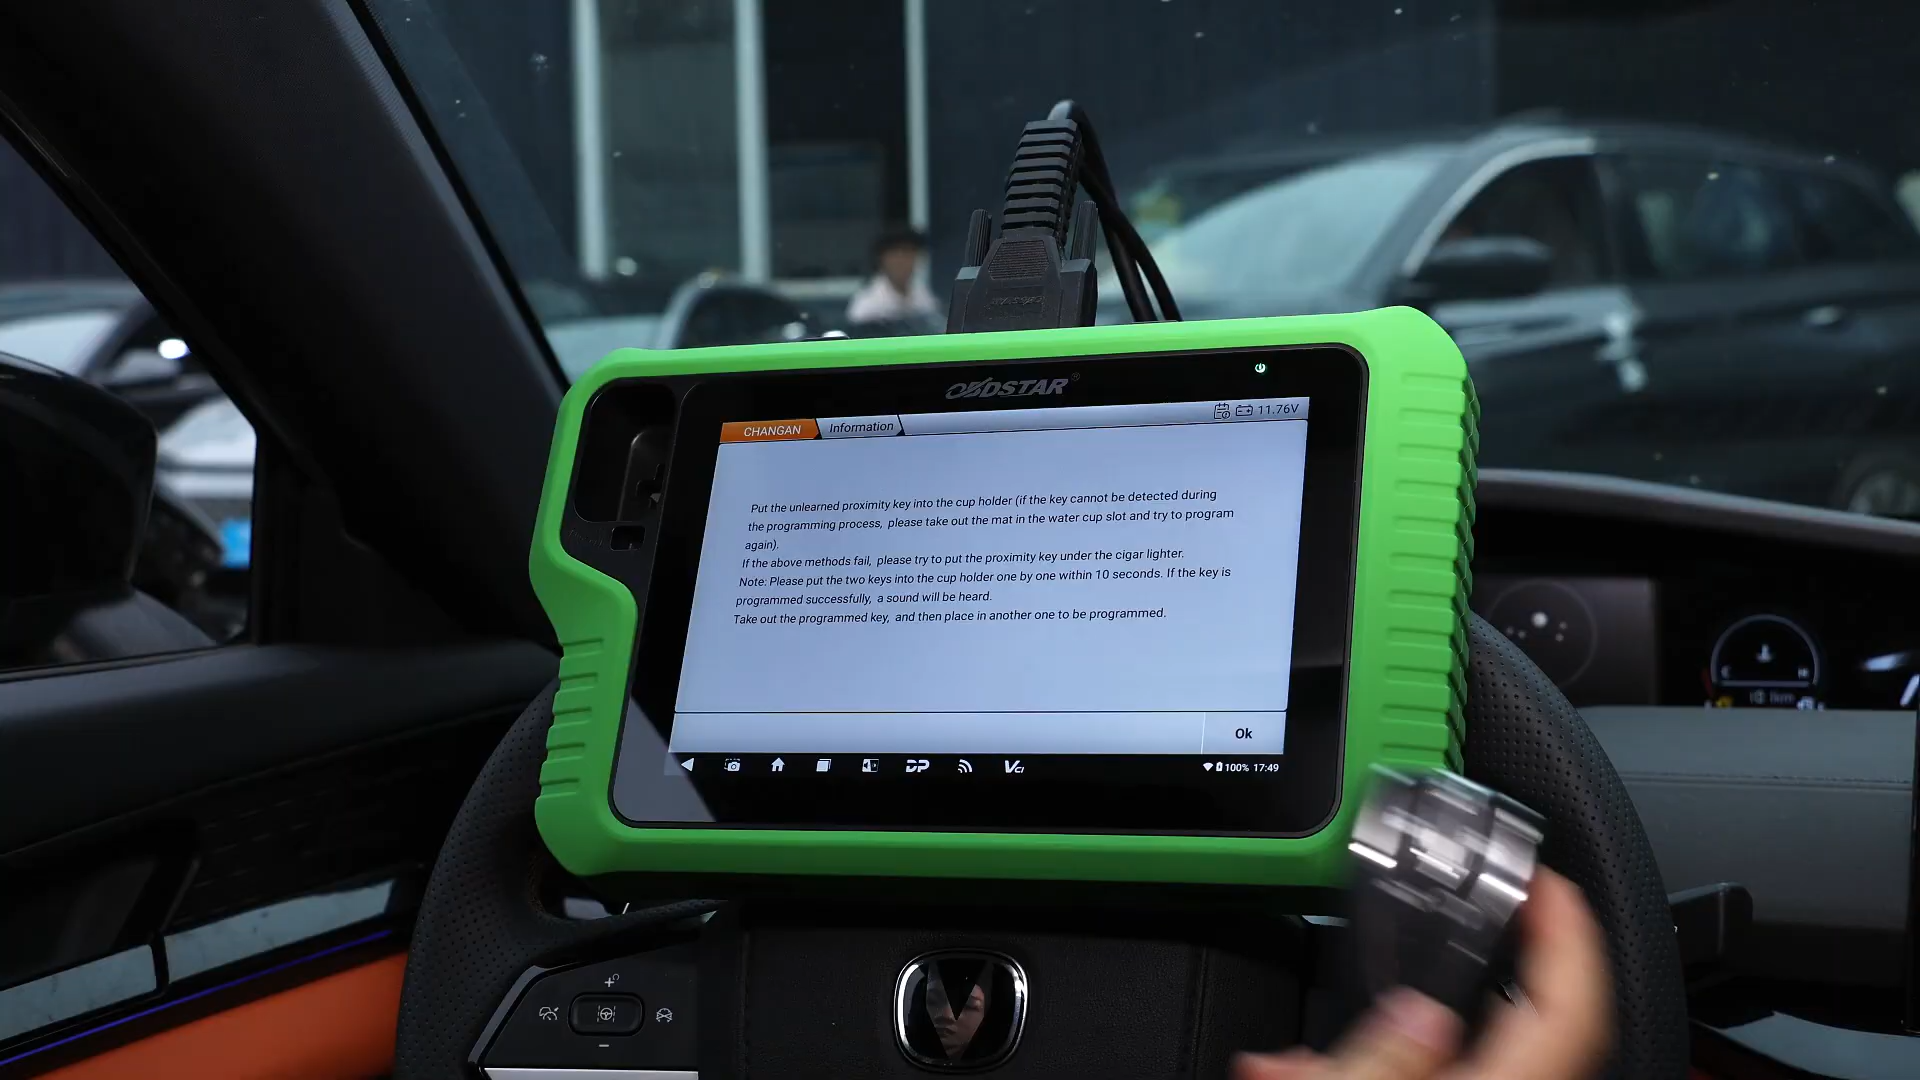 OBDSTAR®
CHANGAN Information 11.76V
Put the unlearned proximity key into the cup holder (if the key cannot be detected during
the programming process, please take out the mat in the water cup slot and try to program
again).
If the above methods fail, please try to put the proximity key under the cigar lighter.
Note: Please put the two keys into the cup holder one by one within 10 seconds. If the key is
programmed successfully, a sound will be heard.
Take out the programmed key, and then place in another one to be programmed.
Ok
DP VCI 100% 17:49